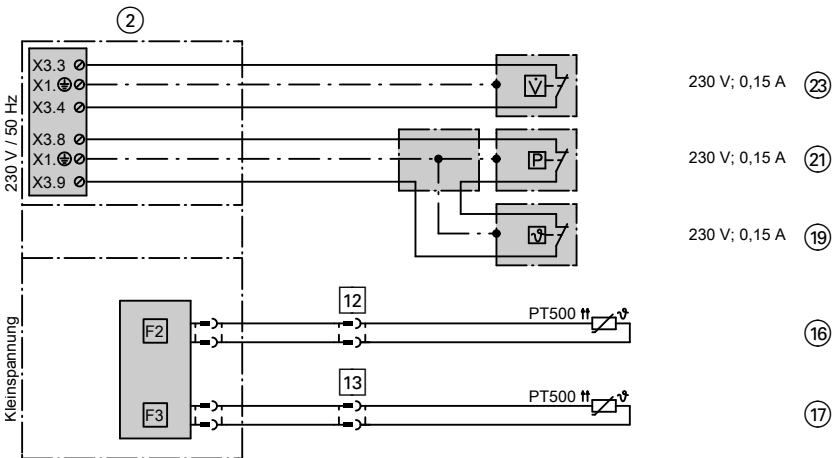 2
230 V / 50 Hz
X3.3
X1.
X3.4
X3.8
X1.
X3.9
V̇
230 V; 0,15 A 23
P
230 V; 0,15 A 21
ϑ
230 V; 0,15 A 19
Kleinspannung
F2
12
PT500 ϑ
16
F3
13
PT500 ϑ
17